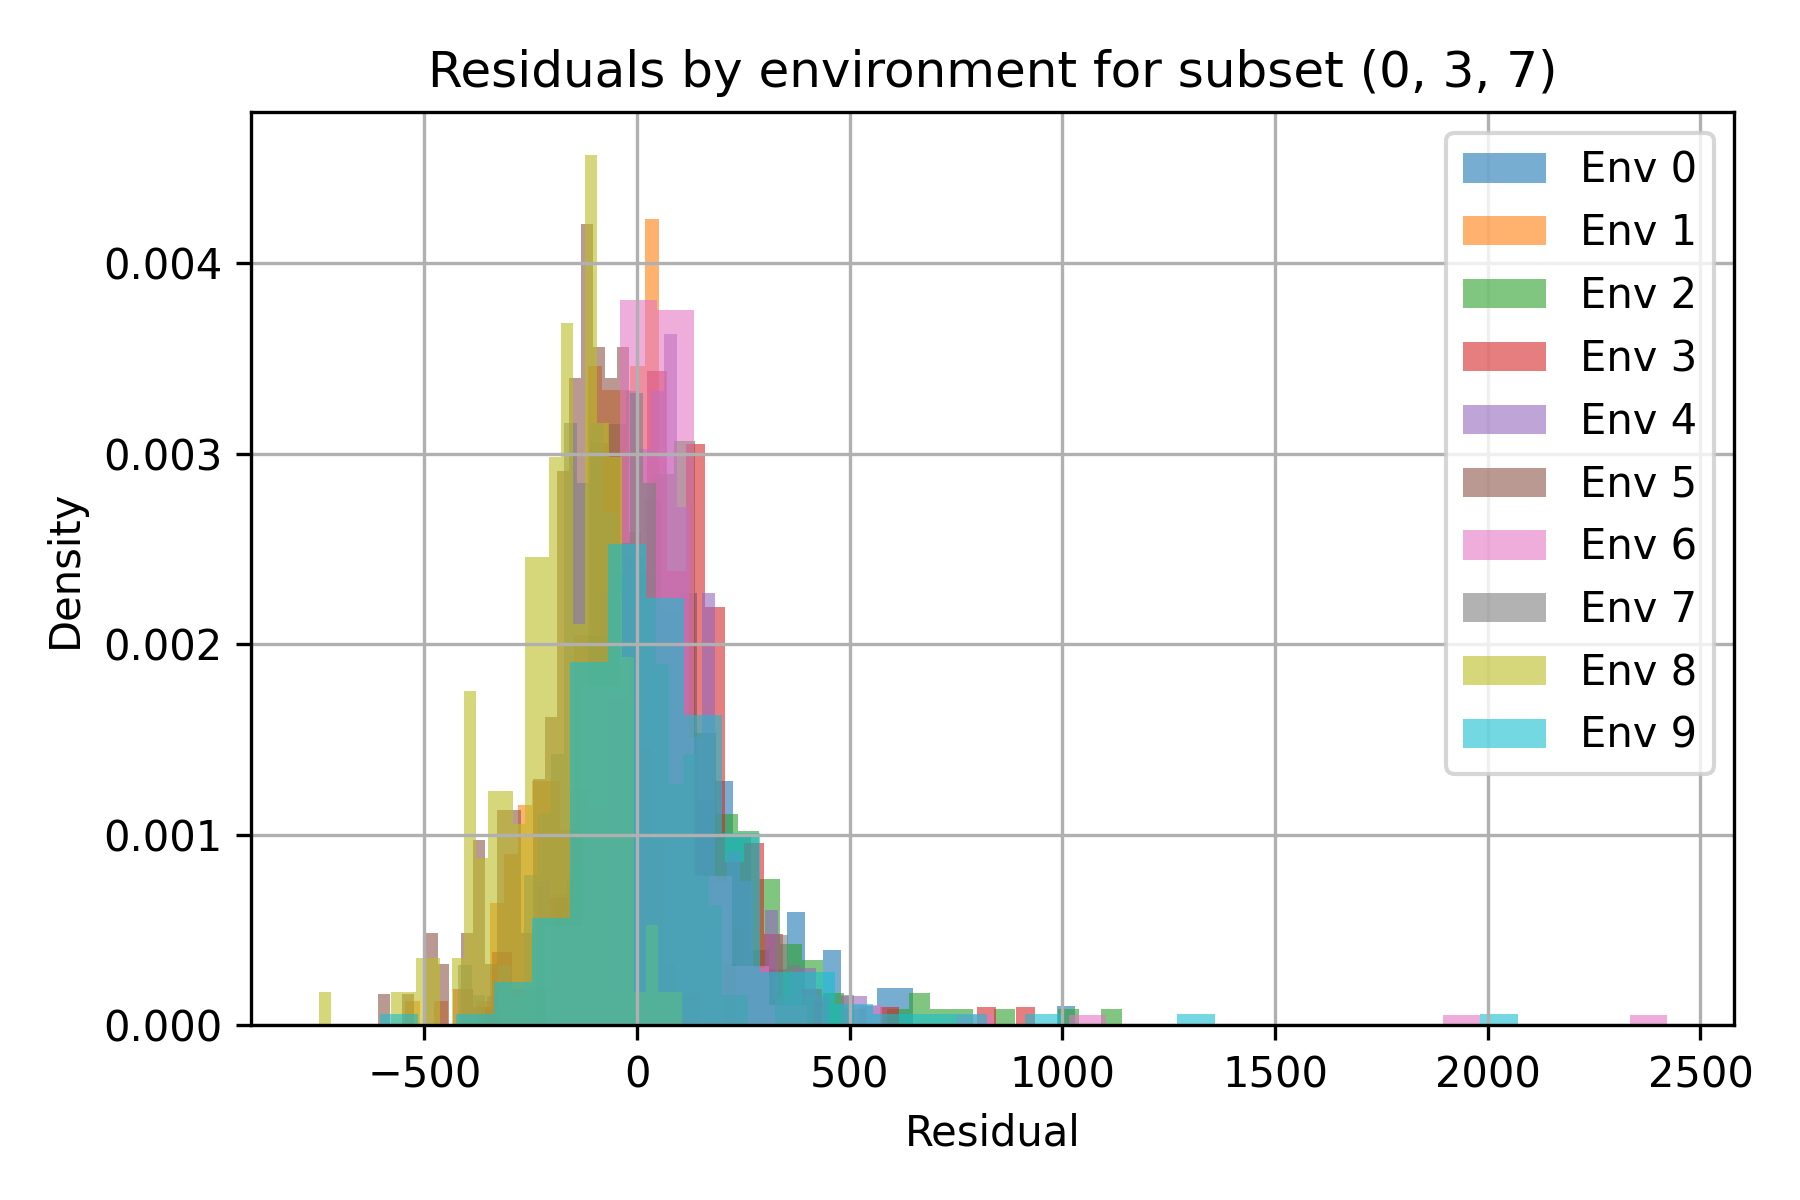 Residuals by environment for subset (0, 3, 7)
Env 0
Env 1
Env 2
Env 3
Env 4
Env 5
Env 6
Env 7
Env 8
Env 9
Density
0.004
0.003
0.002
0.001
0.000
−500 0 500 1000 1500 2000 2500
Residual